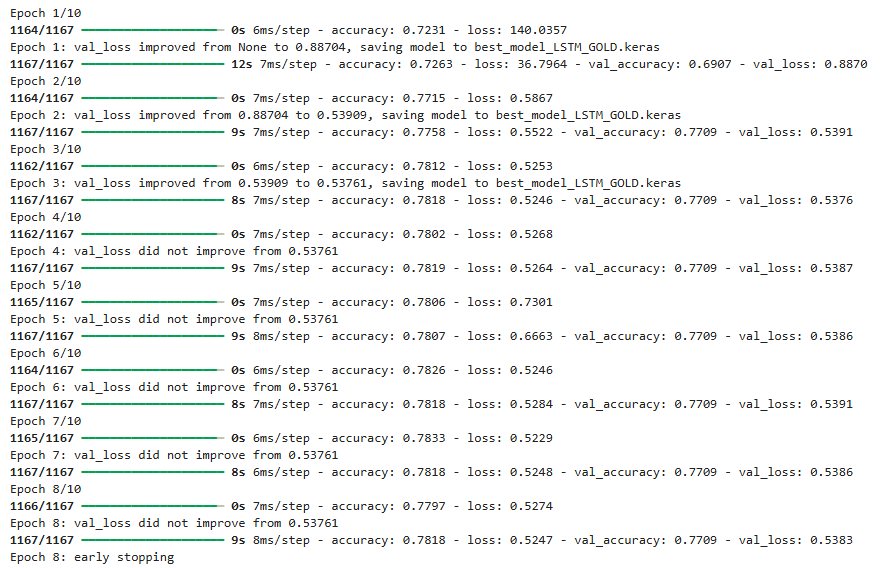 Epoch 1/10
1164/1167 ━━━━━━━━━━━━━━━━━━━━ 0s 6ms/step - accuracy: 0.7231 - loss: 140.0357
Epoch 1: val_loss improved from None to 0.88704, saving model to best_model_LSTM_GOLD.keras
1167/1167 ━━━━━━━━━━━━━━━━━━━━ 12s 7ms/step - accuracy: 0.7263 - loss: 36.7964 - val_accuracy: 0.6907 - val_loss: 0.8870
Epoch 2/10
1164/1167 ━━━━━━━━━━━━━━━━━━━━ 0s 7ms/step - accuracy: 0.7715 - loss: 0.5867
Epoch 2: val_loss improved from 0.88704 to 0.53909, saving model to best_model_LSTM_GOLD.keras
1167/1167 ━━━━━━━━━━━━━━━━━━━━ 9s 7ms/step - accuracy: 0.7758 - loss: 0.5522 - val_accuracy: 0.7709 - val_loss: 0.5391
Epoch 3/10
1162/1167 ━━━━━━━━━━━━━━━━━━━━ 0s 6ms/step - accuracy: 0.7812 - loss: 0.5253
Epoch 3: val_loss improved from 0.53909 to 0.53761, saving model to best_model_LSTM_GOLD.keras
1167/1167 ━━━━━━━━━━━━━━━━━━━━ 8s 7ms/step - accuracy: 0.7818 - loss: 0.5246 - val_accuracy: 0.7709 - val_loss: 0.5376
Epoch 4/10
1162/1167 ━━━━━━━━━━━━━━━━━━━━ 0s 7ms/step - accuracy: 0.7802 - loss: 0.5268
Epoch 4: val_loss did not improve from 0.53761
1167/1167 ━━━━━━━━━━━━━━━━━━━━ 9s 7ms/step - accuracy: 0.7819 - loss: 0.5264 - val_accuracy: 0.7709 - val_loss: 0.5387
Epoch 5/10
1165/1167 ━━━━━━━━━━━━━━━━━━━━ 0s 7ms/step - accuracy: 0.7806 - loss: 0.7301
Epoch 5: val_loss did not improve from 0.53761
1167/1167 ━━━━━━━━━━━━━━━━━━━━ 9s 8ms/step - accuracy: 0.7807 - loss: 0.6663 - val_accuracy: 0.7709 - val_loss: 0.5386
Epoch 6/10
1164/1167 ━━━━━━━━━━━━━━━━━━━━ 0s 6ms/step - accuracy: 0.7826 - loss: 0.5246
Epoch 6: val_loss did not improve from 0.53761
1167/1167 ━━━━━━━━━━━━━━━━━━━━ 8s 7ms/step - accuracy: 0.7818 - loss: 0.5284 - val_accuracy: 0.7709 - val_loss: 0.5391
Epoch 7/10
1165/1167 ━━━━━━━━━━━━━━━━━━━━ 0s 6ms/step - accuracy: 0.7833 - loss: 0.5229
Epoch 7: val_loss did not improve from 0.53761
1167/1167 ━━━━━━━━━━━━━━━━━━━━ 8s 6ms/step - accuracy: 0.7818 - loss: 0.5248 - val_accuracy: 0.7709 - val_loss: 0.5386
Epoch 8/10
1166/1167 ━━━━━━━━━━━━━━━━━━━━ 0s 7ms/step - accuracy: 0.7797 - loss: 0.5274
Epoch 8: val_loss did not improve from 0.53761
1167/1167 ━━━━━━━━━━━━━━━━━━━━ 9s 8ms/step - accuracy: 0.7818 - loss: 0.5247 - val_accuracy: 0.7709 - val_loss: 0.5383
Epoch 8: early stopping